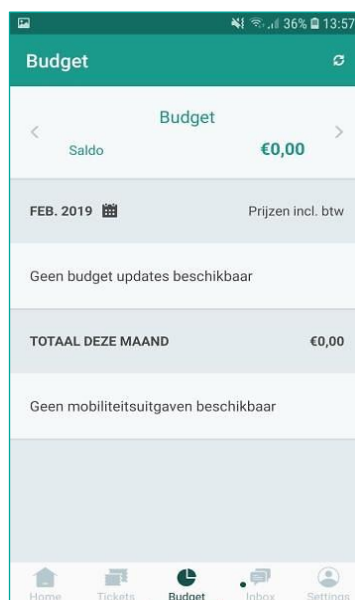 36% 13:57
Budget
Budget
Saldo €0,00
FEB. 2019 Prijzen incl. btw
Geen budget updates beschikbaar
TOTAAL DEZE MAAND €0,00
Geen mobiliteitsuitgaven beschikbaar
Home Tickets Budget Inbox Settings